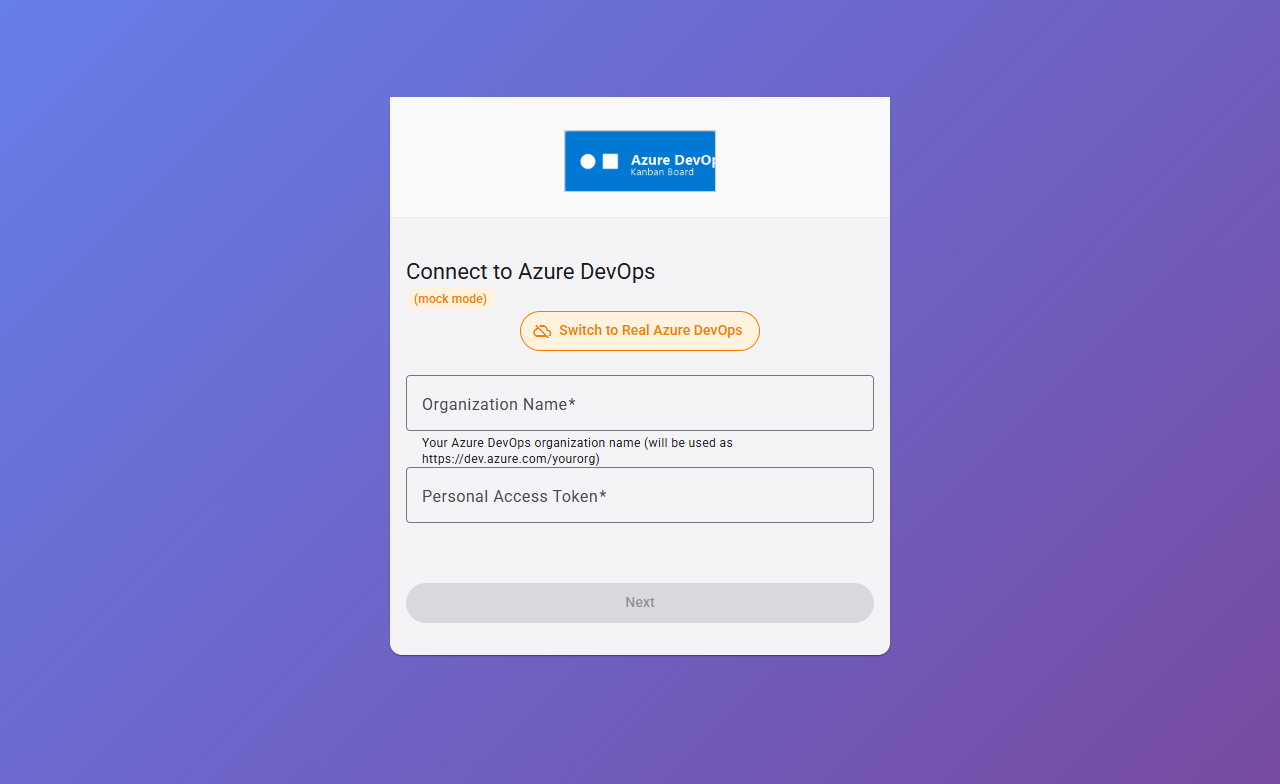 Azure DevOp
Kanban Board
Connect to Azure DevOps
(mock mode)
Switch to Real Azure DevOps
Organization Name*
Your Azure DevOps organization name (will be used as
https://dev.azure.com/yourorg)
Personal Access Token*
Next